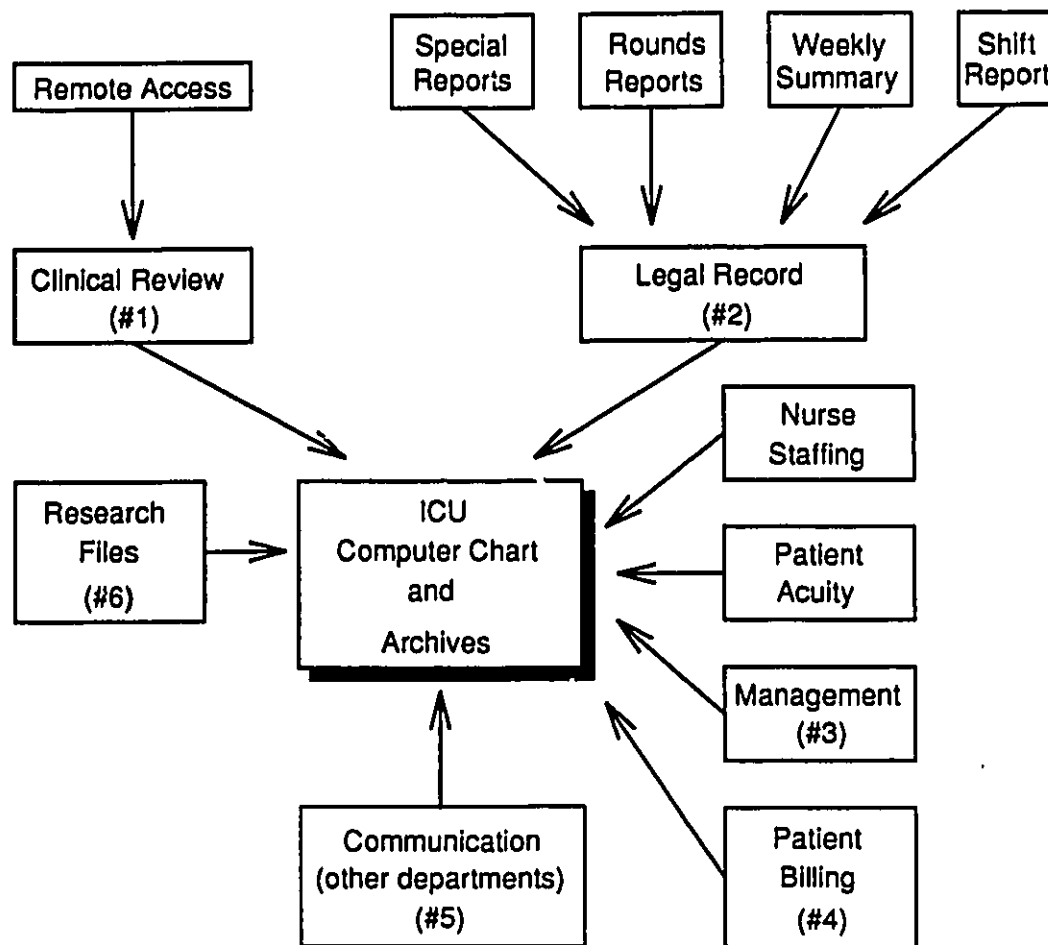 Special
Reports
Rounds
Reports
Weekly
Summary
Shift
Report
Remote Access
Clinical Review
(#1)
Legal Record
(#2)
Nurse
Staffing
Research
Files
(#6)
ICU
Computer Chart
and
Archives
Patient
Acuity
Management
(#3)
Communication
(other departments)
(#5)
Patient
Billing
(#4)